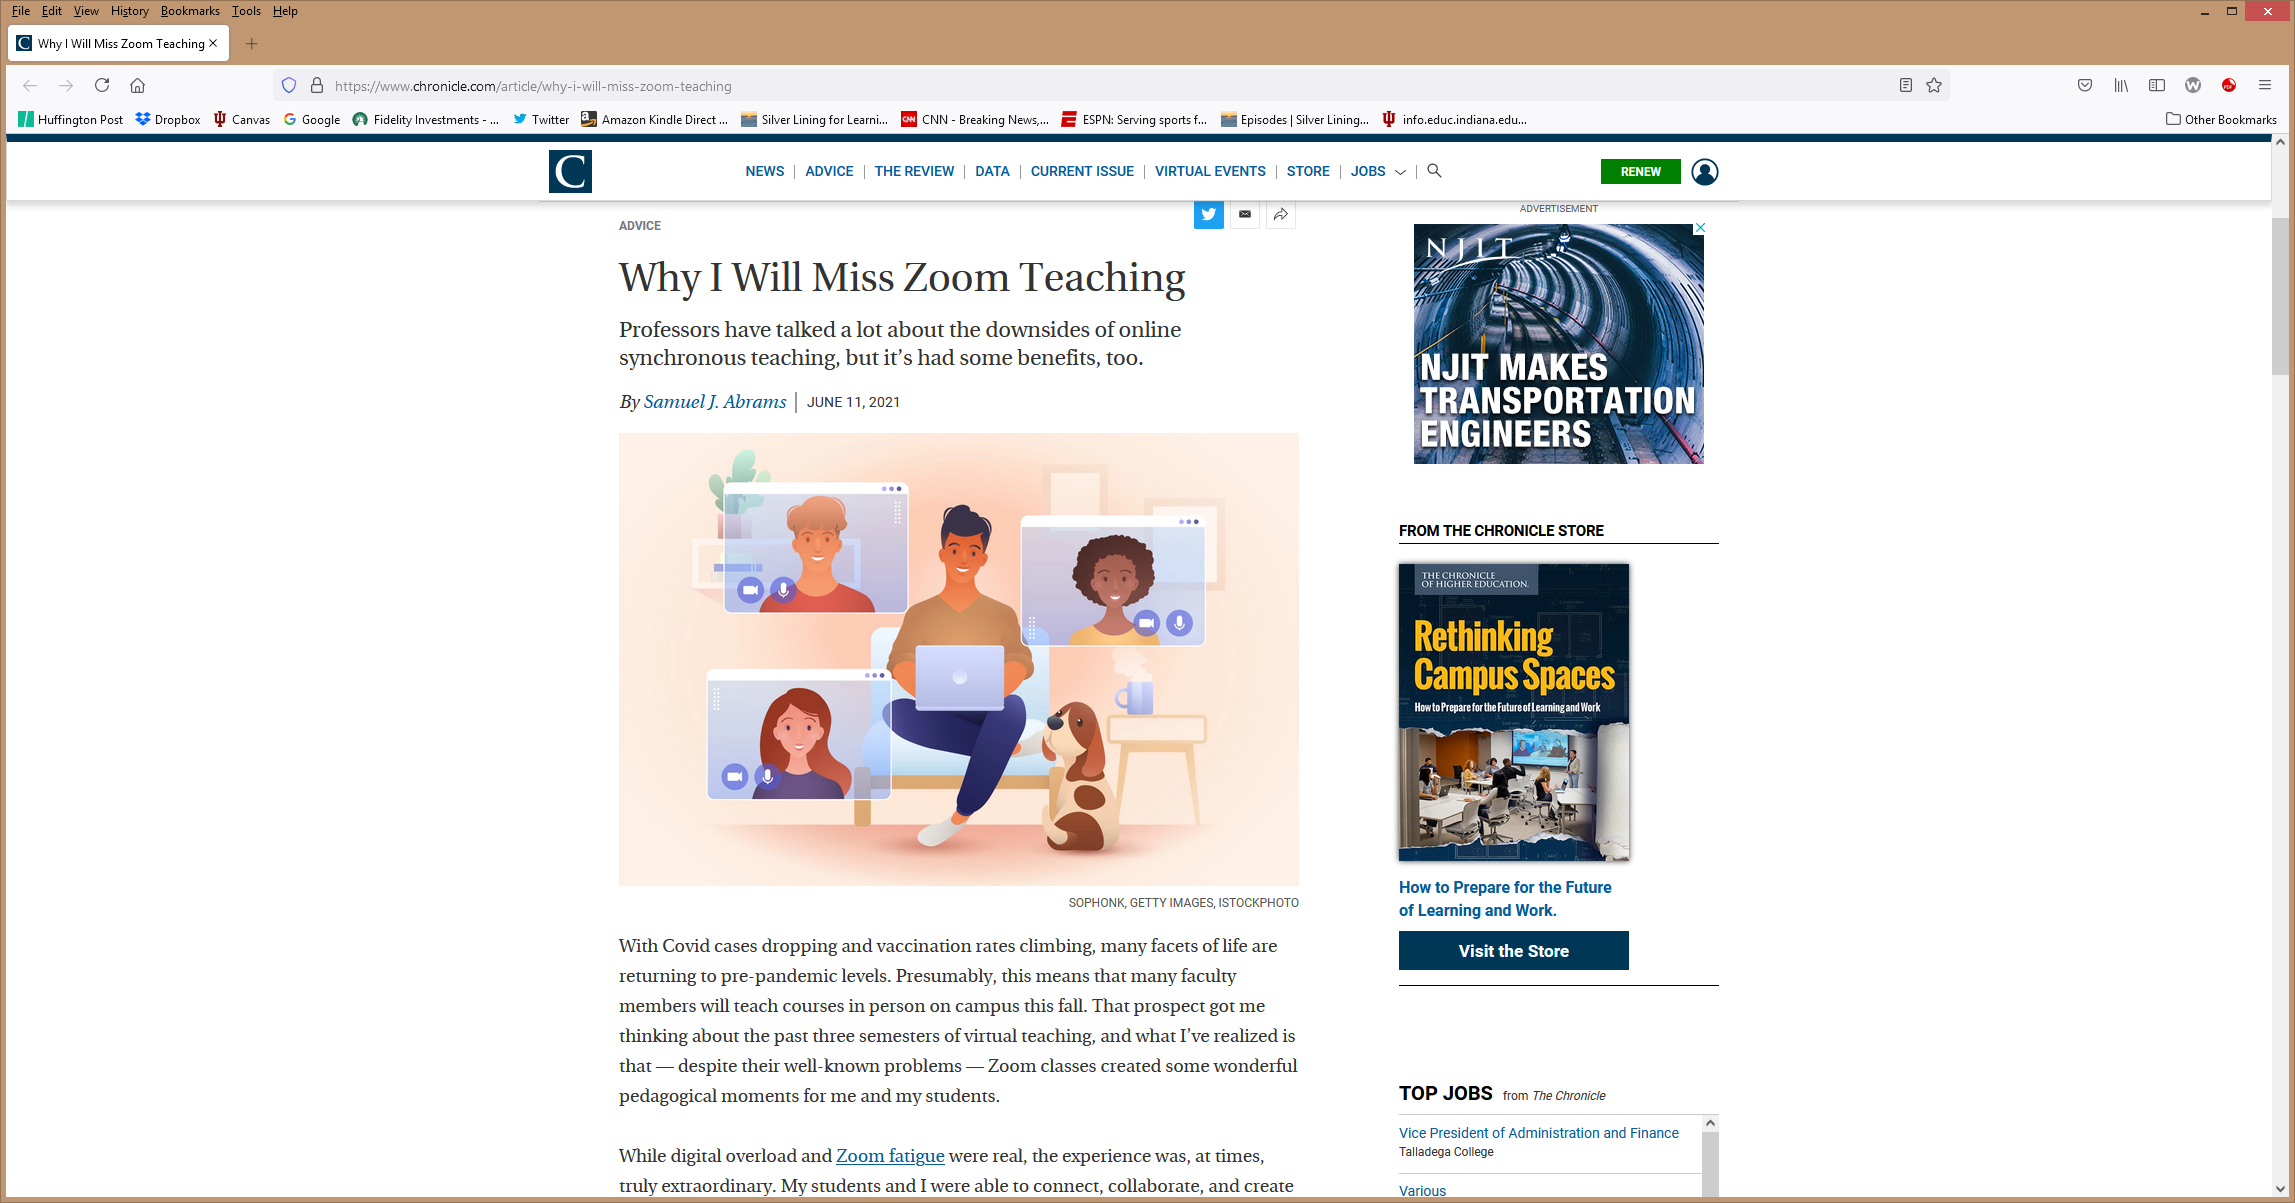 File Edit View History Bookmarks Tools Help
C Why I Will Miss Zoom Teaching
https://www.chronicle.com/article/why-i-will-miss-zoom-teaching
Huffington Post Dropbox Canvas Google Fidelity Investments - ... Twitter Amazon Kindle Direct ... Silver Lining for Learni... CNN - Breaking News,... ESPN: Serving sports f... Episodes | Silver Lining... info.educ.indiana.edu... Other Bookmarks
C NEWS ADVICE THE REVIEW DATA CURRENT ISSUE VIRTUAL EVENTS STORE JOBS RENEW
ADVICE
Why I Will Miss Zoom Teaching
Professors have talked a lot about the downsides of online
synchronous teaching, but it’s had some benefits, too.
By Samuel J. Abrams | JUNE 11, 2021
SOPHONK, GETTY IMAGES, ISTOCKPHOTO
With Covid cases dropping and vaccination rates climbing, many facets of life are
returning to pre-pandemic levels. Presumably, this means that many faculty
members will teach courses in person on campus this fall. That prospect got me
thinking about the past three semesters of virtual teaching, and what I’ve realized is
that — despite their well-known problems — Zoom classes created some wonderful
pedagogical moments for me and my students.
While digital overload and Zoom fatigue were real, the experience was, at times,
truly extraordinary. My students and I were able to connect, collaborate, and create
ADVERTISEMENT
NJIT
NJIT MAKES
TRANSPORTATION
ENGINEERS
FROM THE CHRONICLE STORE
THE CHRONICLE
OF HIGHER EDUCATION.
Rethinking
Campus Spaces
How to Prepare for the Future of Learning and Work
How to Prepare for the Future
of Learning and Work.
Visit the Store
TOP JOBS from The Chronicle
Vice President of Administration and Finance
Talladega College
Various